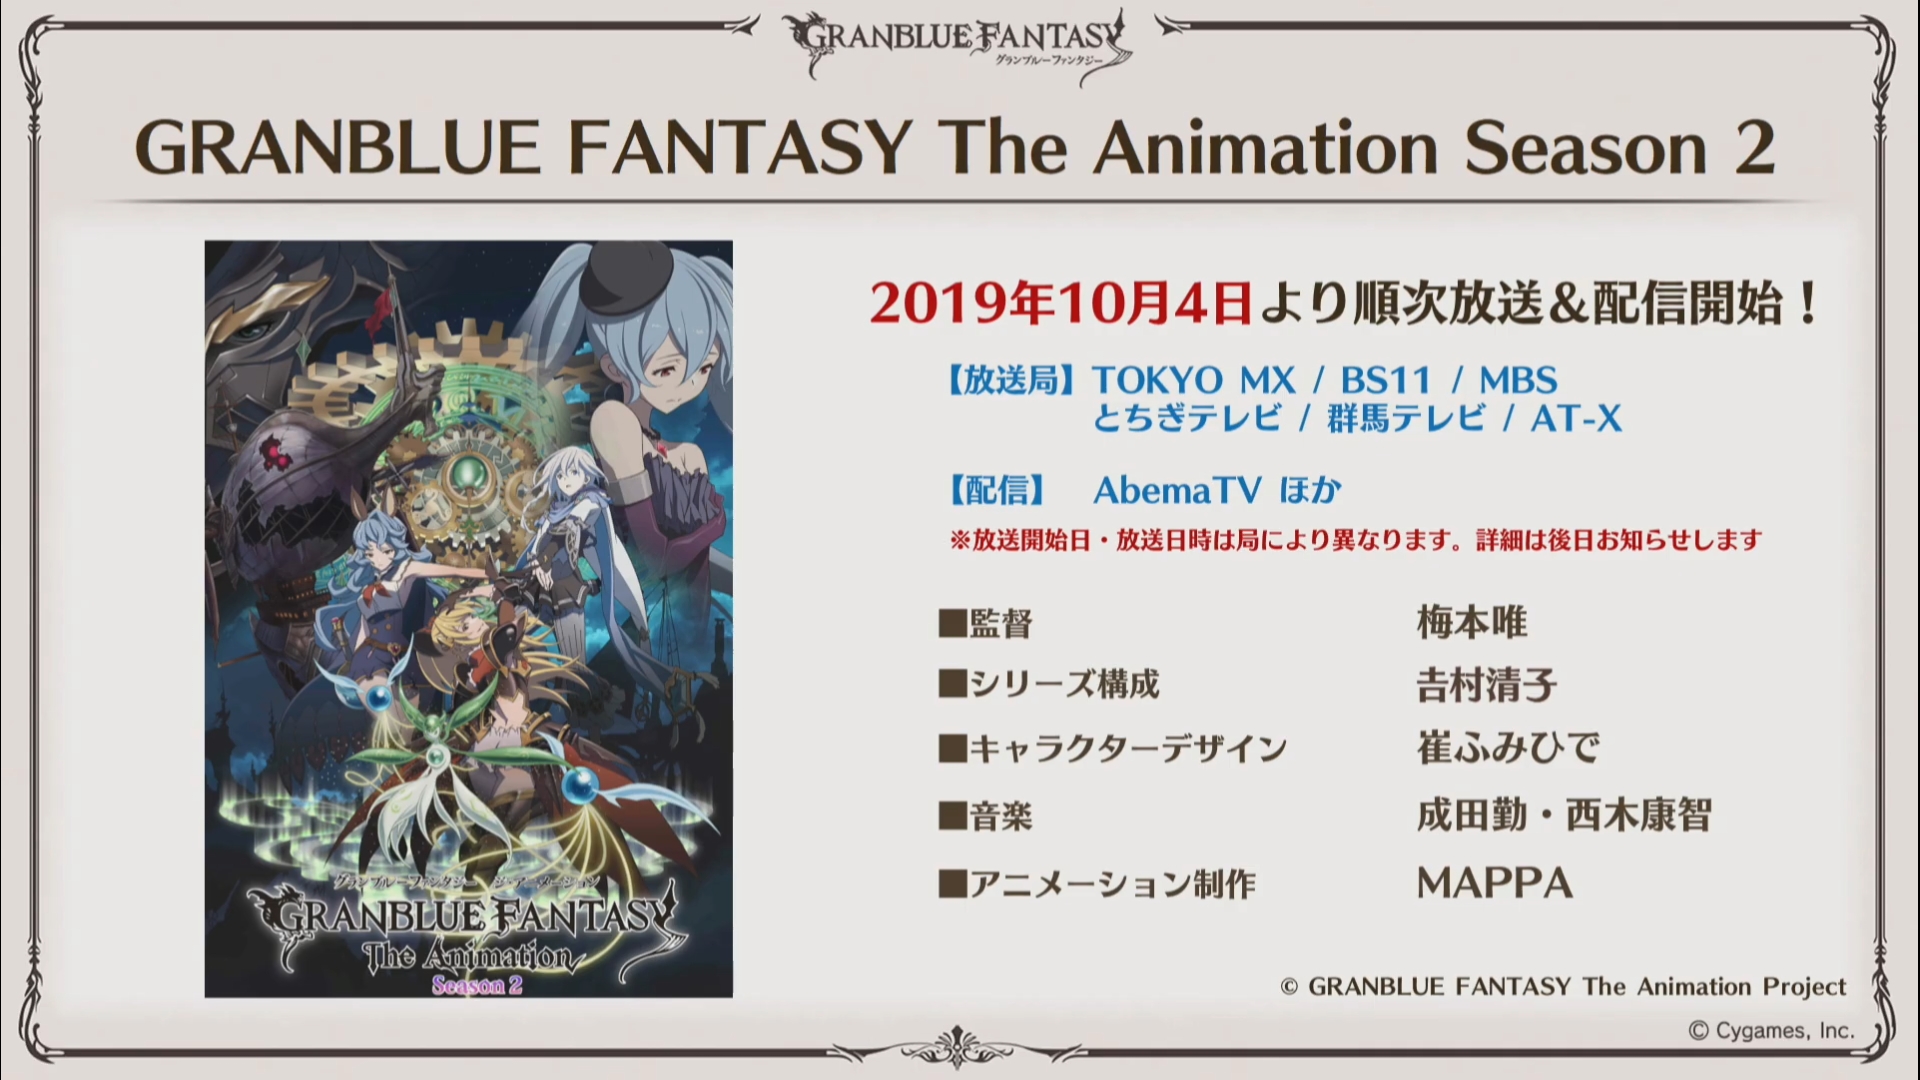 GRANBLUE FANTASY
グランブルーファンタジー
GRANBLUE FANTASY The Animation Season 2
2019年10月4日より順次放送&配信開始！
【放送局】TOKYO MX / BS11 / MBS
とちぎテレビ / 群馬テレビ / AT-X
【配信】 AbemaTV ほか
※放送開始日・放送日時は局により異なります。詳細は後日お知らせします
■監督 梅本唯
■シリーズ構成 𠮷村清子
■キャラクターデザイン 崔ふみひで
■音楽 成田勤・西木康智
■アニメーション制作 MAPPA
グランブルーファンタジー ジ・アニメーション
GRANBLUE FANTASY
The Animation
Season 2
© GRANBLUE FANTASY The Animation Project
© Cygames, Inc.